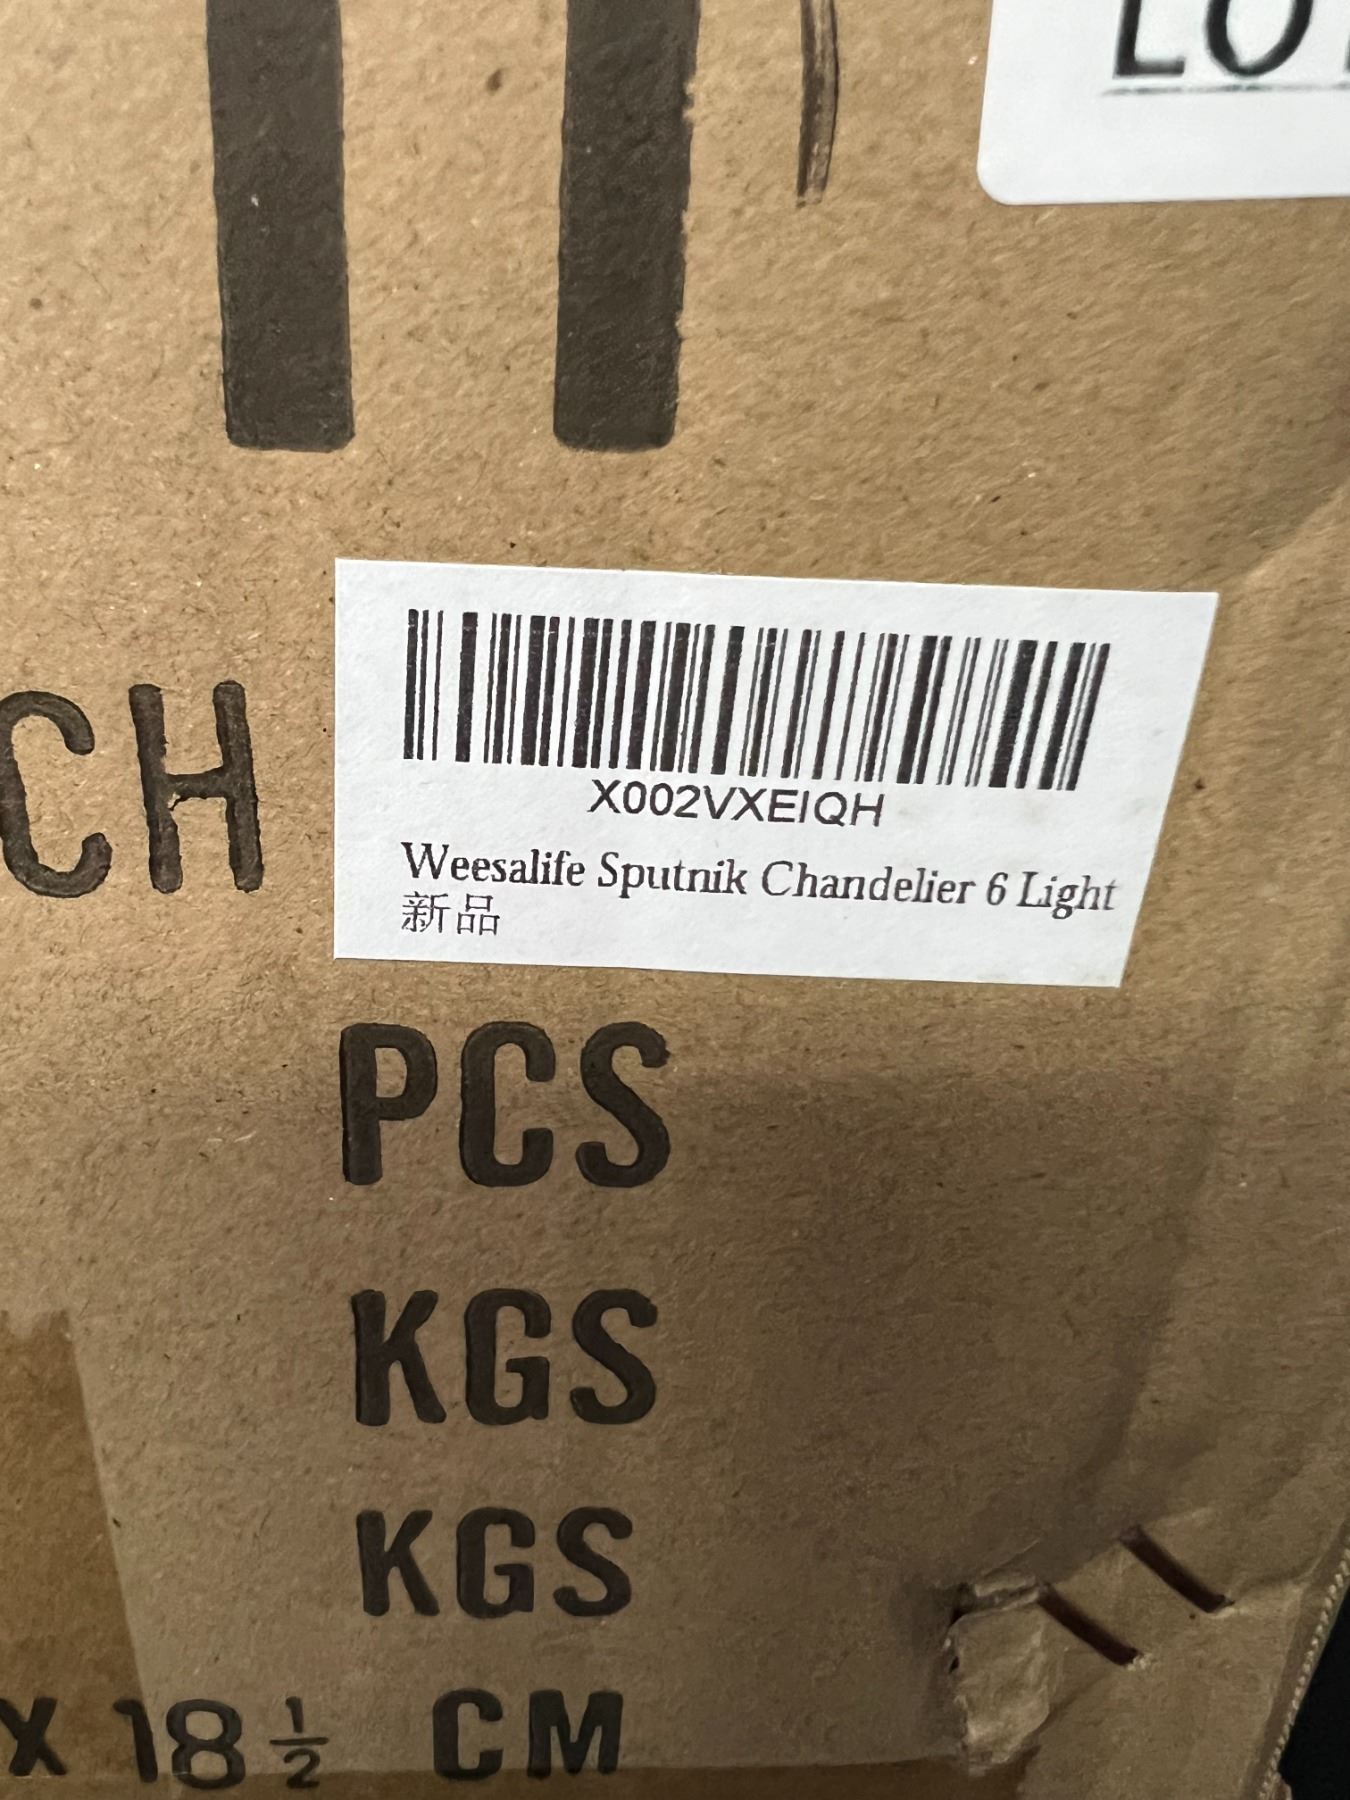 CH
X002VXEIQH
Weesalife Sputnik Chandelier 6 Light
新品
PCS
KGS
KGS
X 18 1/2 CM